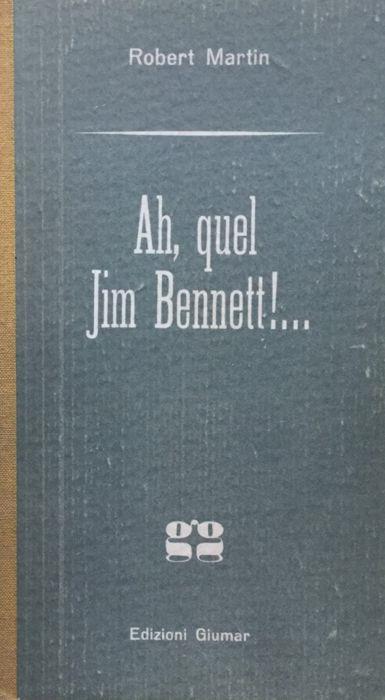 Robert Martin
Ah, quel
Jim Bennett!...
gg
Edizioni Giumar